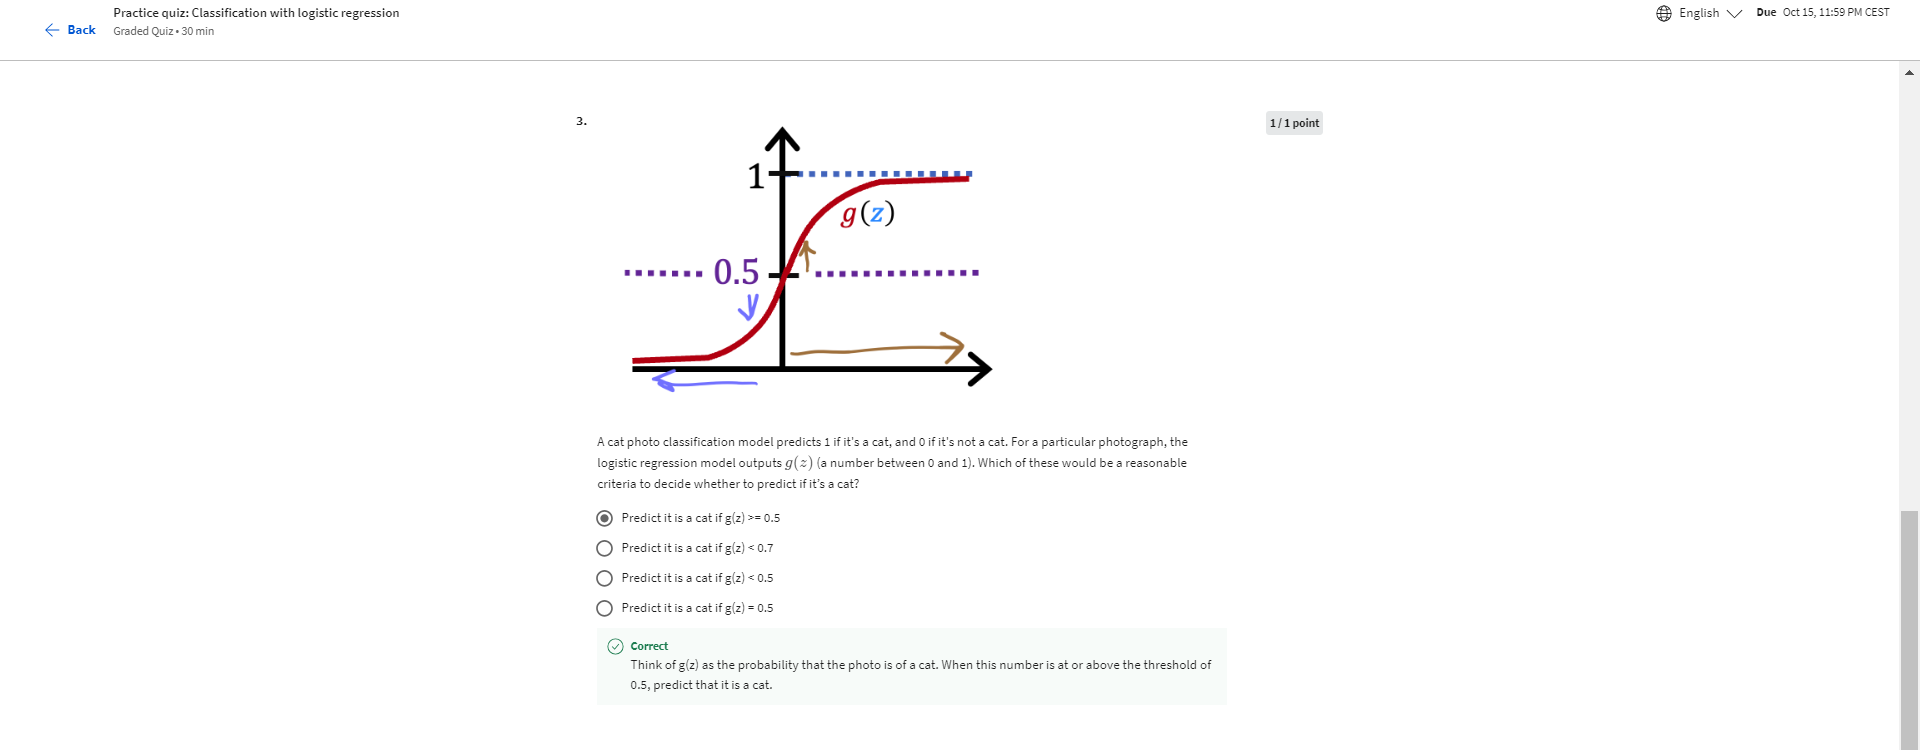 Practice quiz: Classification with logistic regression
Back
Graded Quiz • 30 min
English
Due Oct 15, 11:59 PM CEST
3.
1 / 1 point
1
g(z)
0.5
A cat photo classification model predicts 1 if it's a cat, and 0 if it's not a cat. For a particular photograph, the
logistic regression model outputs g(z) (a number between 0 and 1). Which of these would be a reasonable
criteria to decide whether to predict if it’s a cat?
Predict it is a cat if g(z) >= 0.5
Predict it is a cat if g(z) < 0.7
Predict it is a cat if g(z) < 0.5
Predict it is a cat if g(z) = 0.5
Correct
Think of g(z) as the probability that the photo is of a cat. When this number is at or above the threshold of
0.5, predict that it is a cat.